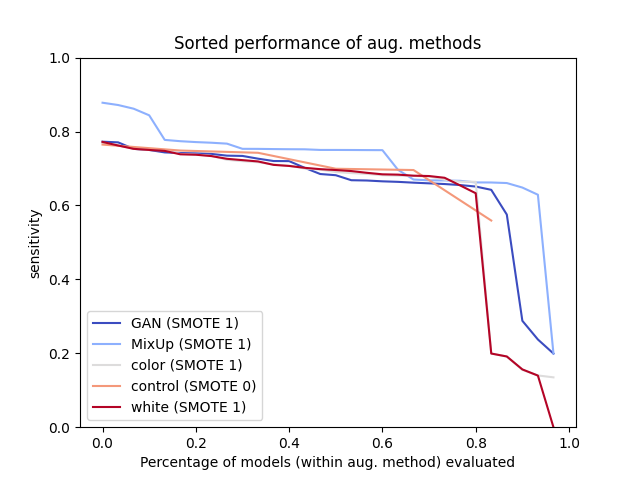 Sorted performance of aug. methods
1.0
0.8
0.6
0.4
0.2
0.0
sensitivity
GAN (SMOTE 1)
MixUp (SMOTE 1)
color (SMOTE 1)
control (SMOTE 0)
white (SMOTE 1)
0.0 0.2 0.4 0.6 0.8 1.0
Percentage of models (within aug. method) evaluated